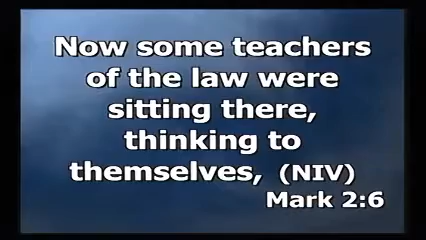 Now some teachers
of the law were
sitting there,
thinking to
themselves, (NIV)
Mark 2:6